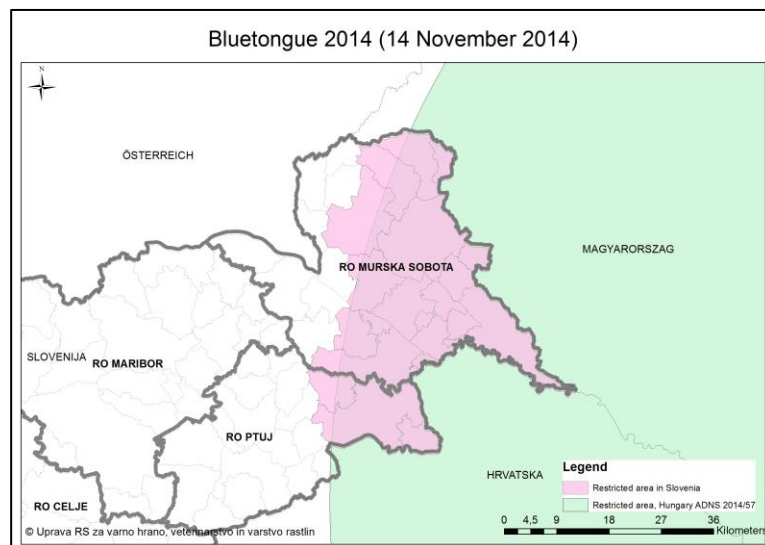 Bluetongue 2014 (14 November 2014)
N
ÖSTERREICH
MAGYARORSZAG
RO MURSKA SOBOTA
SLOVENIJA
RO MARIBOR
RO PTUJ
HRVATSKA
RO CELJE
Legend
Restricted area in Slovenia
Restricted area, Hungary ADNS 2014/57
0 4,5 9 18 27 36
Kilometers
© Uprava RS za varno hrano, veterinarstvo in varstvo rastlin